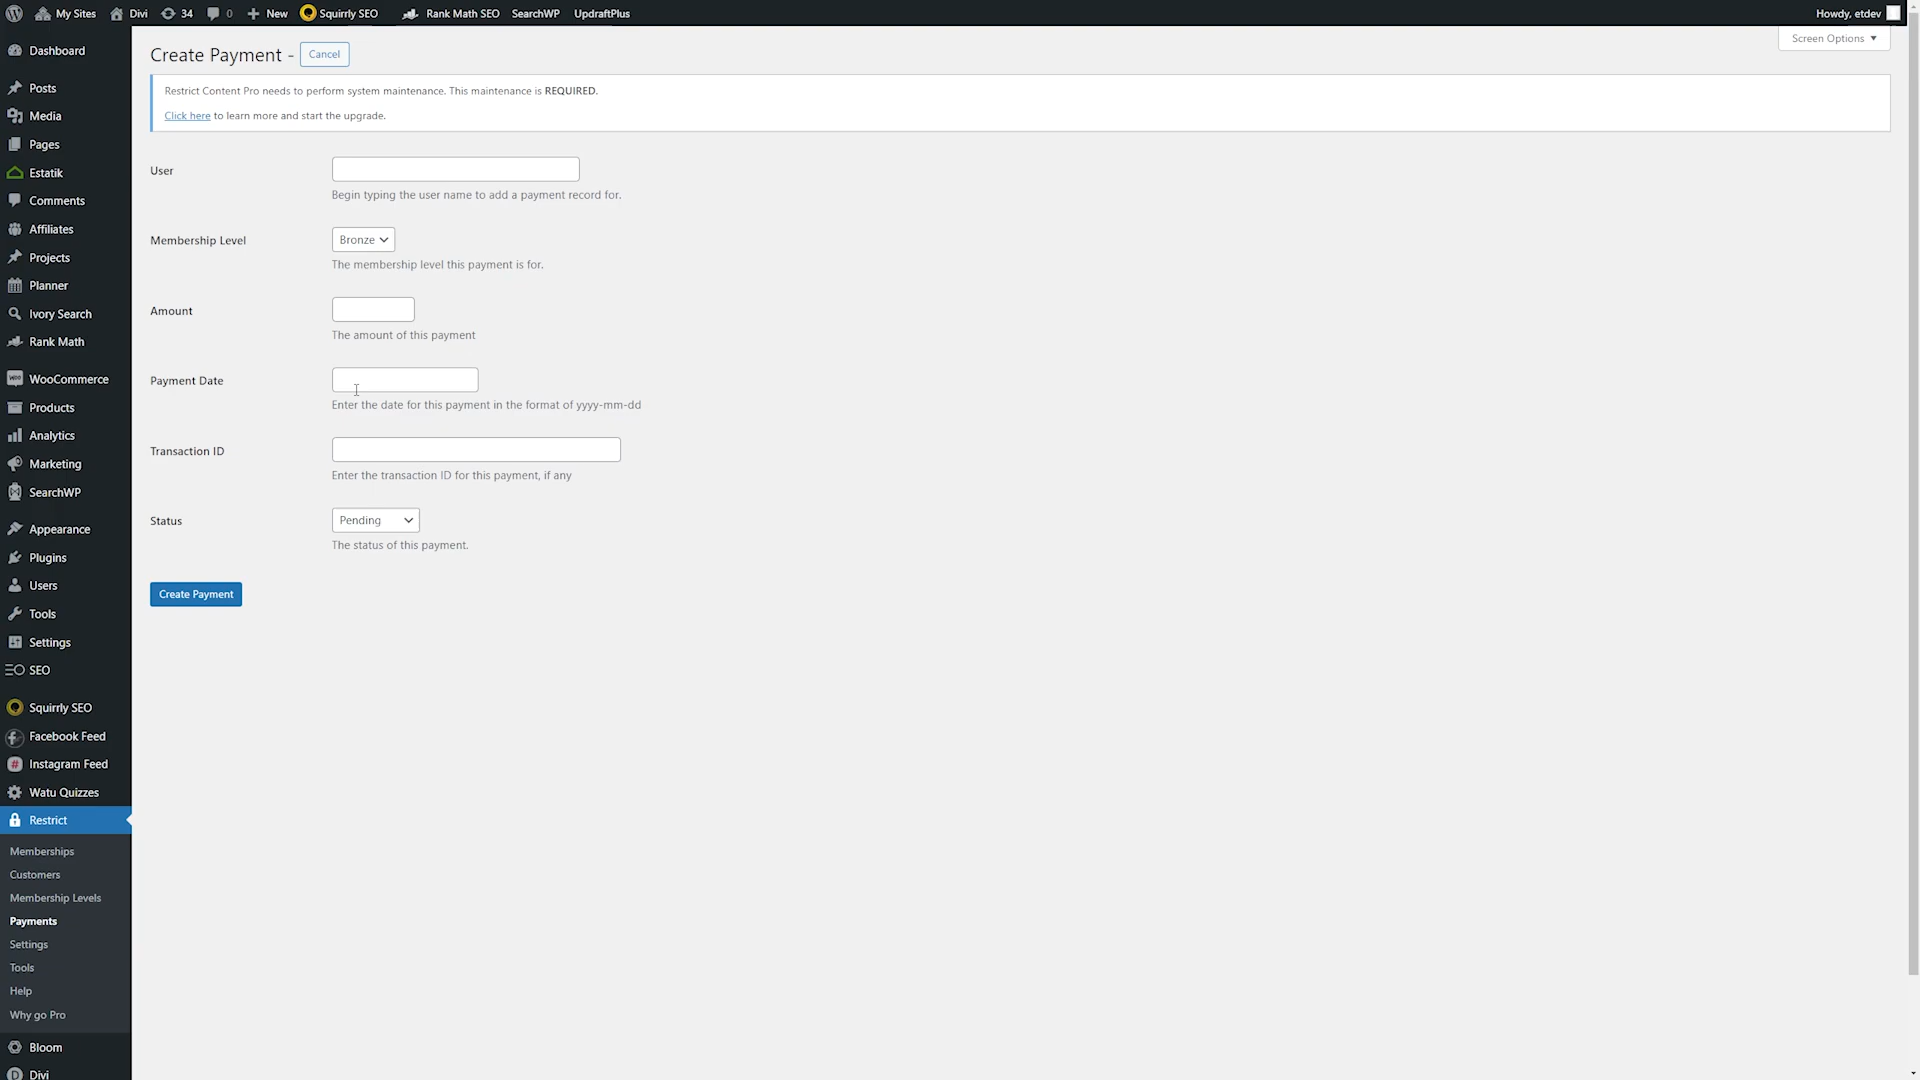 My Sites Divi 34 0 New Squirrly SEO Rank Math SEO SearchWP UpdraftPlus Howdy, etdev
Screen Options
Dashboard
Posts
Media
Pages
Estatik
Comments
Affiliates
Projects
Planner
Ivory Search
Rank Math
WooCommerce
Products
Analytics
Marketing
SearchWP
Appearance
Plugins
Users
Tools
Settings
SEO
Squirrly SEO
Facebook Feed
Instagram Feed
Watu Quizzes
Restrict
Memberships
Customers
Membership Levels
Payments
Settings
Tools
Help
Why go Pro
Bloom
Divi
Create Payment - Cancel
Restrict Content Pro needs to perform system maintenance. This maintenance is REQUIRED.
Click here to learn more and start the upgrade.
User
Begin typing the user name to add a payment record for.
Membership Level Bronze
The membership level this payment is for.
Amount
The amount of this payment
Payment Date
Enter the date for this payment in the format of yyyy-mm-dd
Transaction ID
Enter the transaction ID for this payment, if any
Status Pending
The status of this payment.
Create Payment